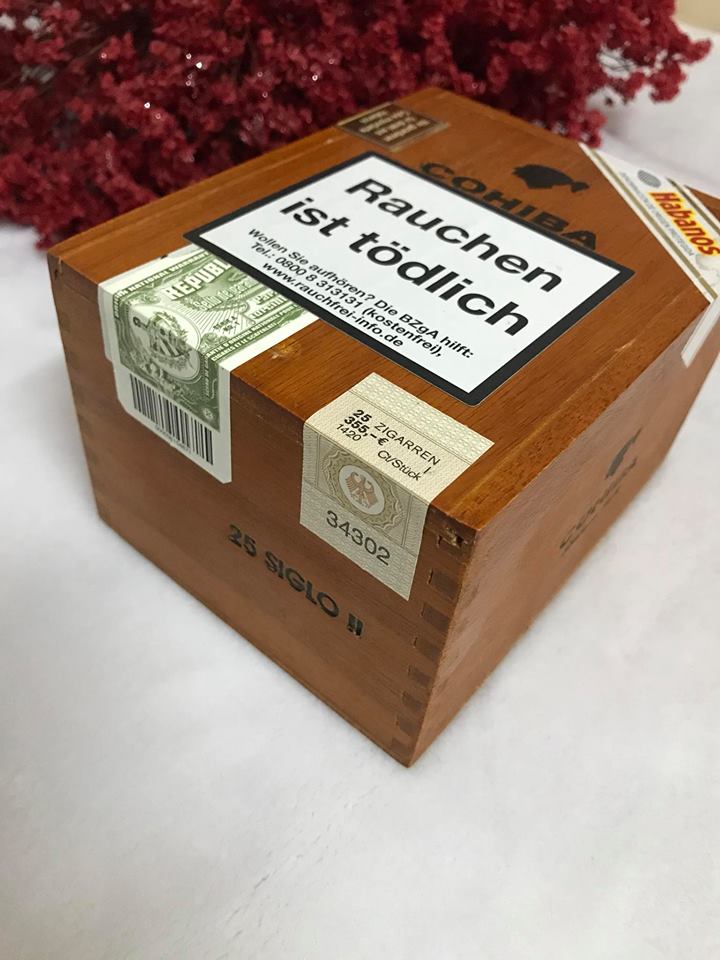 COHIBA
Habanos
Rauchen
ist tödlich
Wollen Sie aufhören? Die BZgA hilft:
Tel.: 0800 8 313131 (kostenfrei),
www.rauchfrei-info.de
REPUBL
25 ZIGARREN
355,-€
1420 Ct/Stück
34302
25 SIGLO II
COHIBA